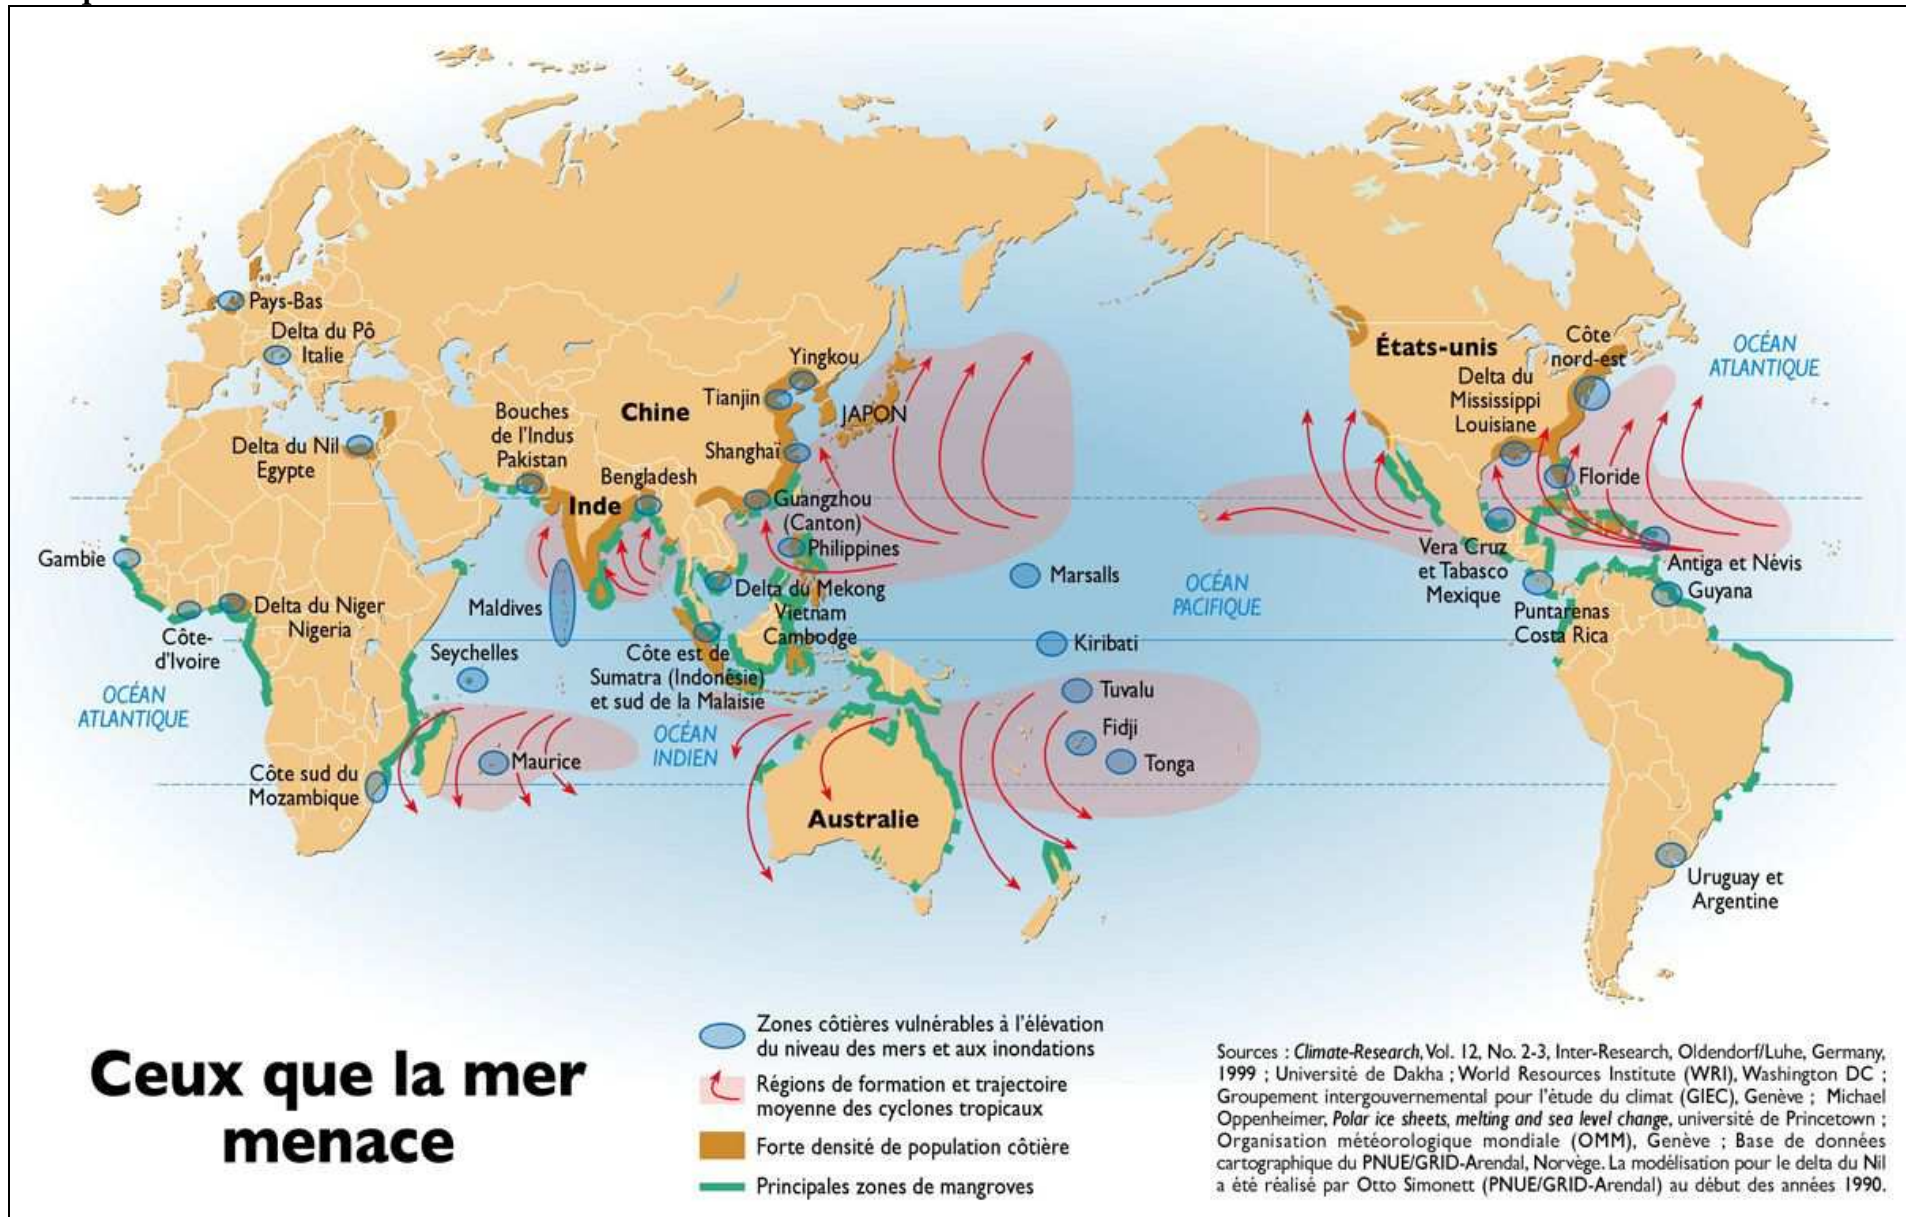 Pays-Bas
Delta du Pô
Italie
Delta du Nil
Egypte
Bouches
de l'Indus
Pakistan
Chine
Yingkou
Tianjin
JAPON
Shanghaï
Bengladesh
Inde
Guangzhou
(Canton)
Philippines
Gambie
Delta du Niger
Nigeria
Côte-
d'Ivoire
Maldives
Seychelles
Delta du Mekong
Vietnam
Cambodge
Côte est de
Sumatra (Indonésie)
et sud de la Malaisie
OCÉAN
ATLANTIQUE
OCÉAN
INDIEN
Maurice
Côte sud du
Mozambique
Australie
Marsalls
Kiribati
Tuvalu
Fidji
Tonga
OCÉAN
PACIFIQUE
États-unis
Côte
nord-est
OCÉAN
ATLANTIQUE
Delta du
Mississippi
Louisiane
Floride
Vera Cruz
et Tabasco
Mexique
Antiga et Névis
Guyana
Puntarenas
Costa Rica
Uruguay et
Argentine
Ceux que la mer
menace
Zones côtières vulnérables à l'élévation
du niveau des mers et aux inondations
Régions de formation et trajectoire
moyenne des cyclones tropicaux
Forte densité de population côtière
Principales zones de mangroves
Sources : Climate-Research, Vol. 12, No. 2-3, Inter-Research, Oldendorf/Luhe, Germany,
1999 ; Université de Dakha ; World Resources Institute (WRI), Washington DC ;
Groupement intergouvernemental pour l'étude du climat (GIEC), Genève ; Michael
Oppenheimer, Polar ice sheets, melting and sea level change, université de Princetown ;
Organisation météorologique mondiale (OMM), Genève ; Base de données
cartographique du PNUE/GRID-Arendal, Norvège. La modélisation pour le delta du Nil
a été réalisé par Otto Simonett (PNUE/GRID-Arendal) au début des années 1990.